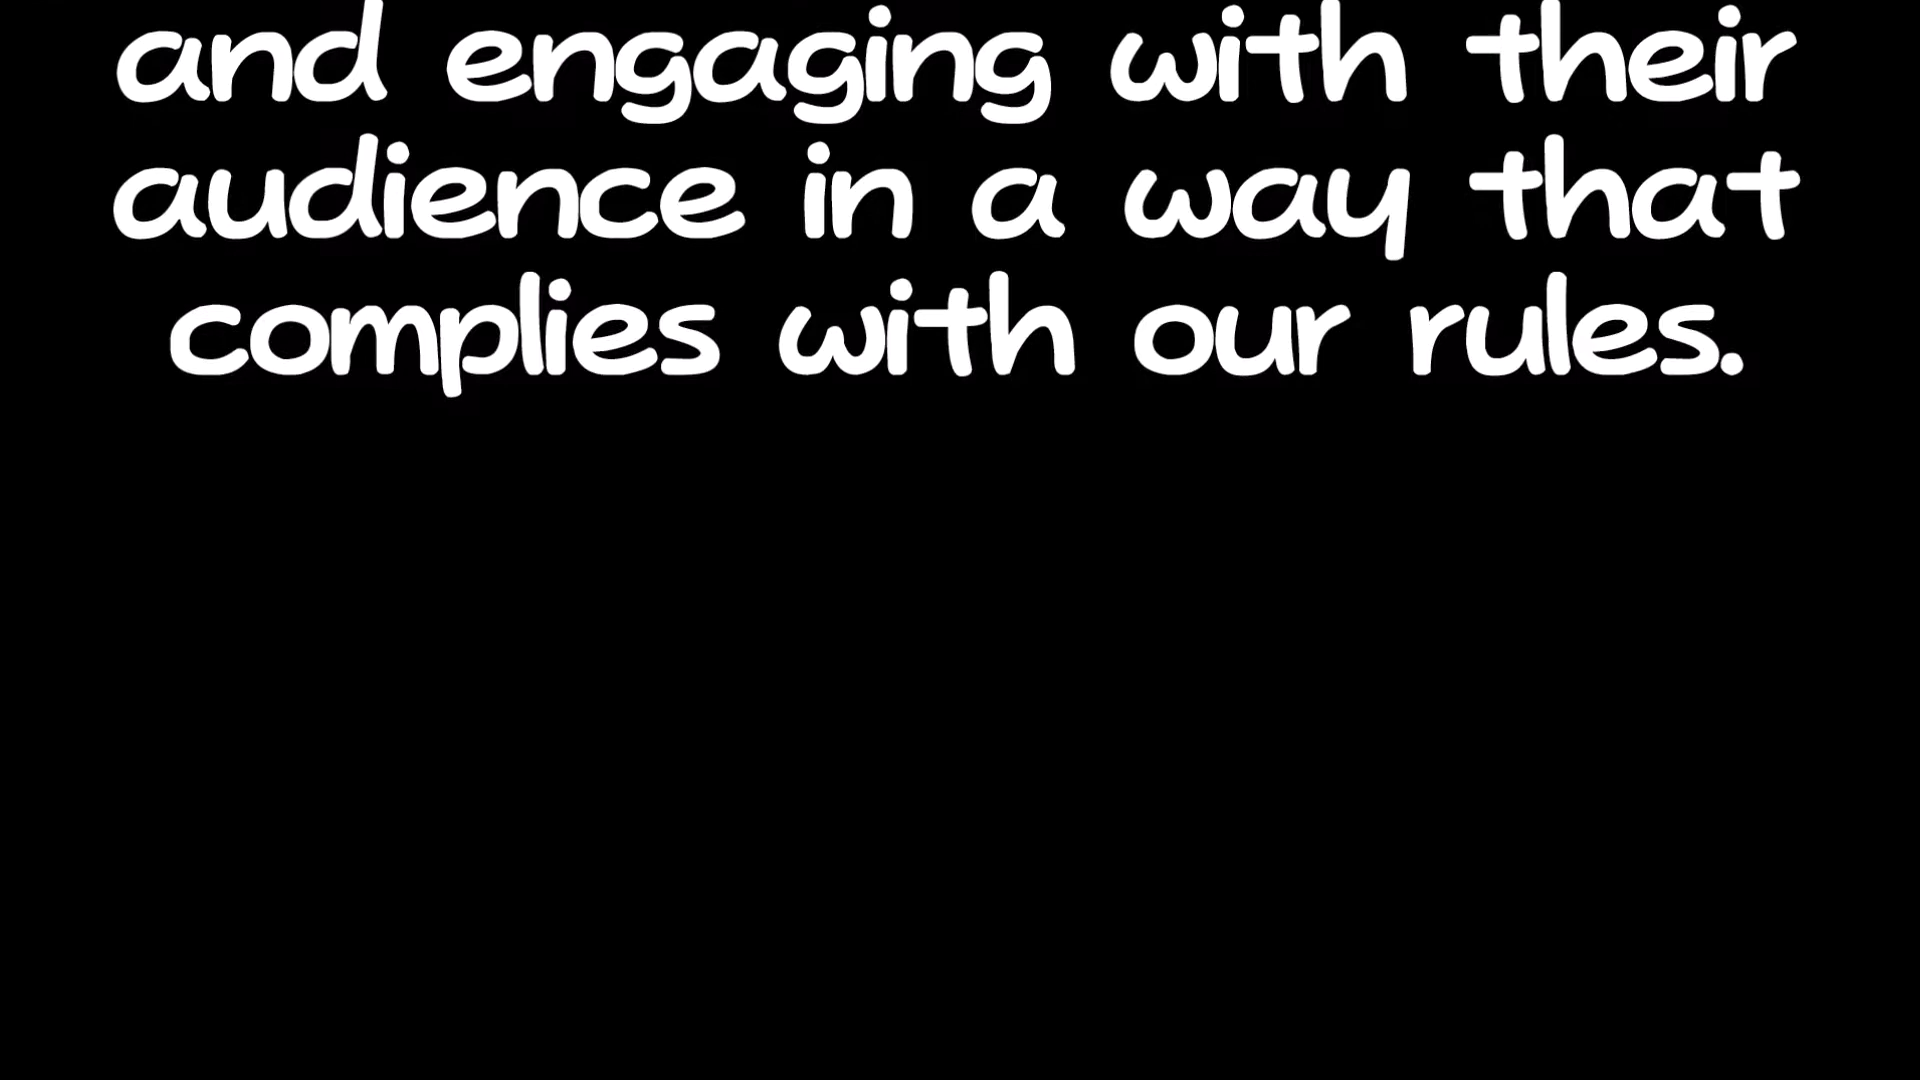 and engaging with their
audience in a way that
complies with our rules.